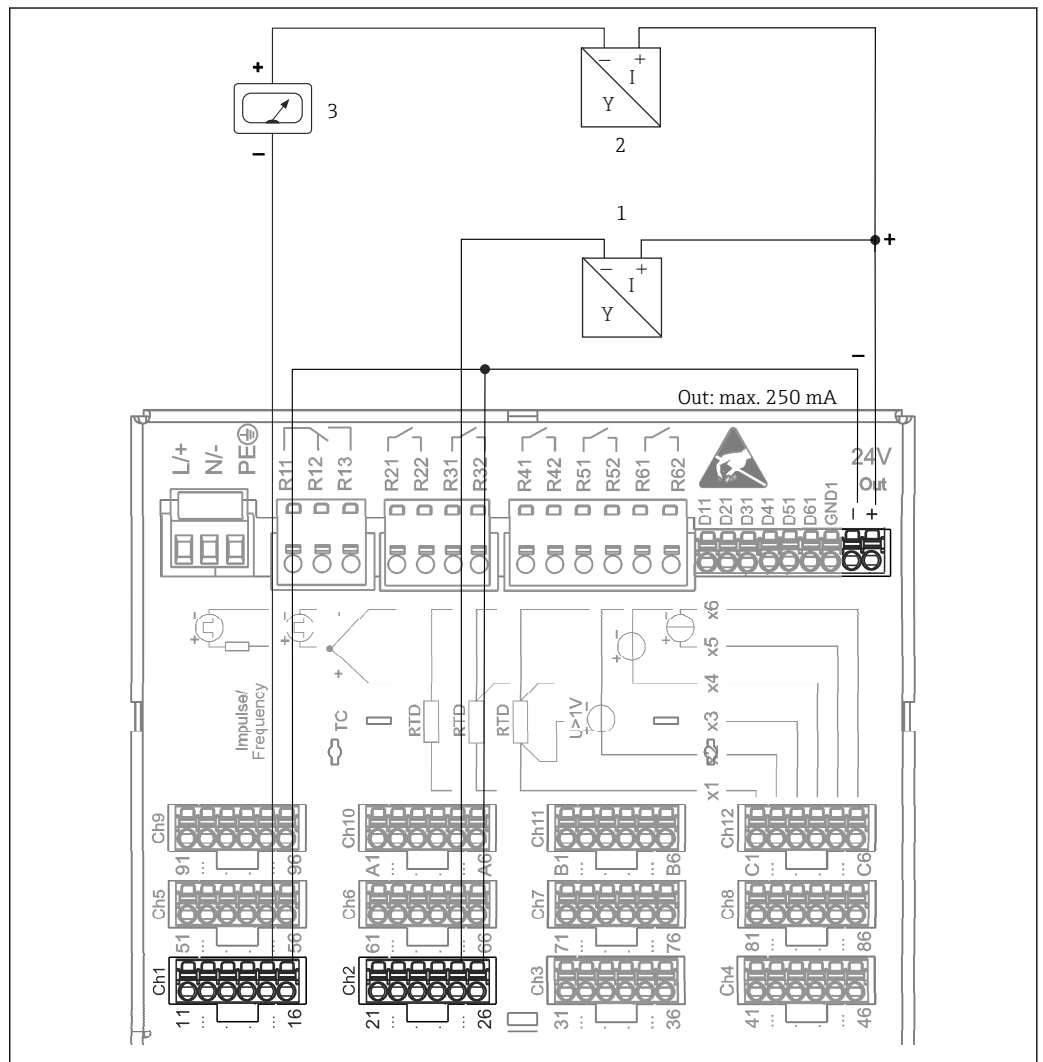 − +
I
Y
2
+
3
−
1
− +
I
Y
+
−
Out: max. 250 mA
L/+
N/-
PE
R11
R12
R13
R21
R22
R31
R32
R41
R42
R51
R52
R61
R62
24V
Out
D11
D21
D31
D41
D51
D61
GND1
−
+
Impulse/
Frequency
TC
RTD
RTD
RTD
U>1V
x6
x5
x4
x3
x2
x1
Ch9
91 ... . . ... 96
Ch10
A1 ... . . ... A6
Ch11
B1 ... . . ... B6
Ch12
C1 ... . . ... C6
Ch5
51 ... . . ... 56
Ch6
61 ... . . ... 66
Ch7
71 ... . . ... 76
Ch8
81 ... . . ... 86
Ch1
11 ... . . ... 16
Ch2
21 ... . . ... 26
Ch3
31 ... . . ... 36
Ch4
41 ... . . ... 46